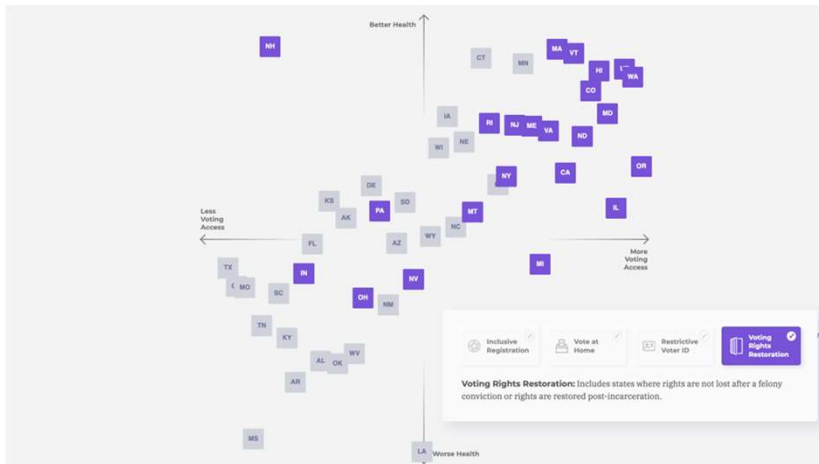 Better Health
NH
CT
MN
MA
VT
HI
WA
CO
MD
IA
RI
NJ
ME
VA
ND
WI
NE
OR
CA
NY
DE
KS
PA
SD
AK
MT
IL
Less
Voting
Access
NC
WY
AZ
FL
More
Voting
Access
MI
TX
IN
NV
MO
SC
OH
NM
TN
KY
AL
OK
WV
AR
MS
LA
Worse Health
Inclusive
Registration
Vote at
Home
Restrictive
Voter ID
Voting
Rights
Restoration
Voting Rights Restoration: Includes states where rights are not lost after a felony
conviction or rights are restored post-incarceration.